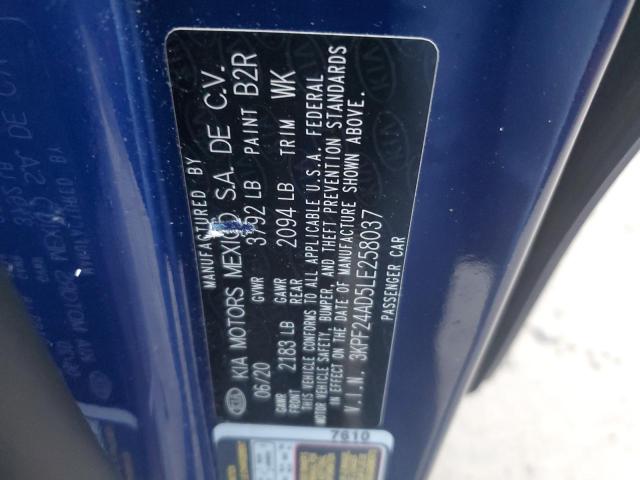 MANUFACTURED BY
KIA KIA MOTORS MEXICO S.A. DE C.V.
06/20 GVWR 3792 LB PAINT B2R
GAWR FRONT 2183 LB GAWR REAR 2094 LB TRIM WK
THIS VEHICLE CONFORMS TO ALL APPLICABLE U.S.A. FEDERAL
MOTOR VEHICLE SAFETY, BUMPER, AND THEFT PREVENTION STANDARDS
IN EFFECT ON THE DATE OF MANUFACTURE SHOWN ABOVE.
V.I.N. 3KPF24AD5LE258037
PASSENGER CAR
7610